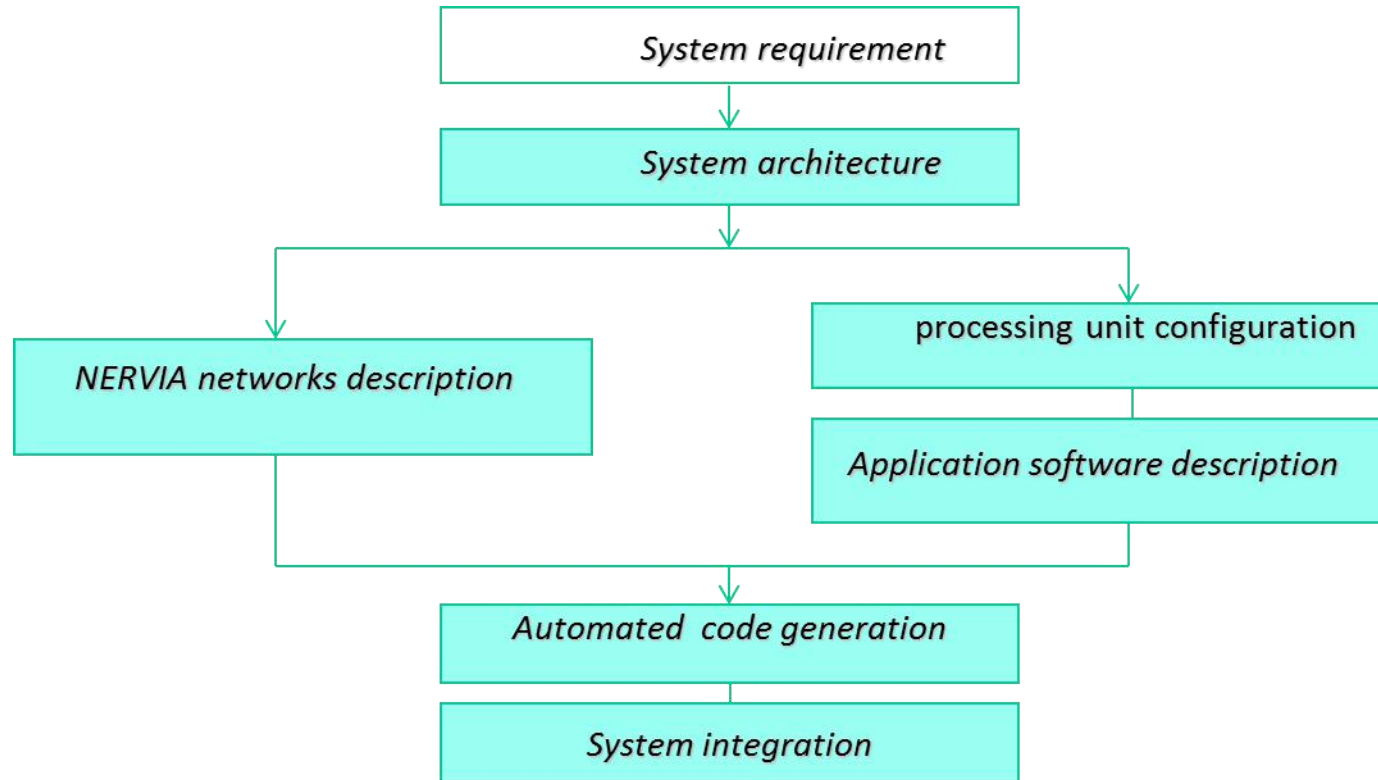 System requirement
System architecture
processing unit configuration
NERVIA networks description
Application software description
Automated code generation
System integration